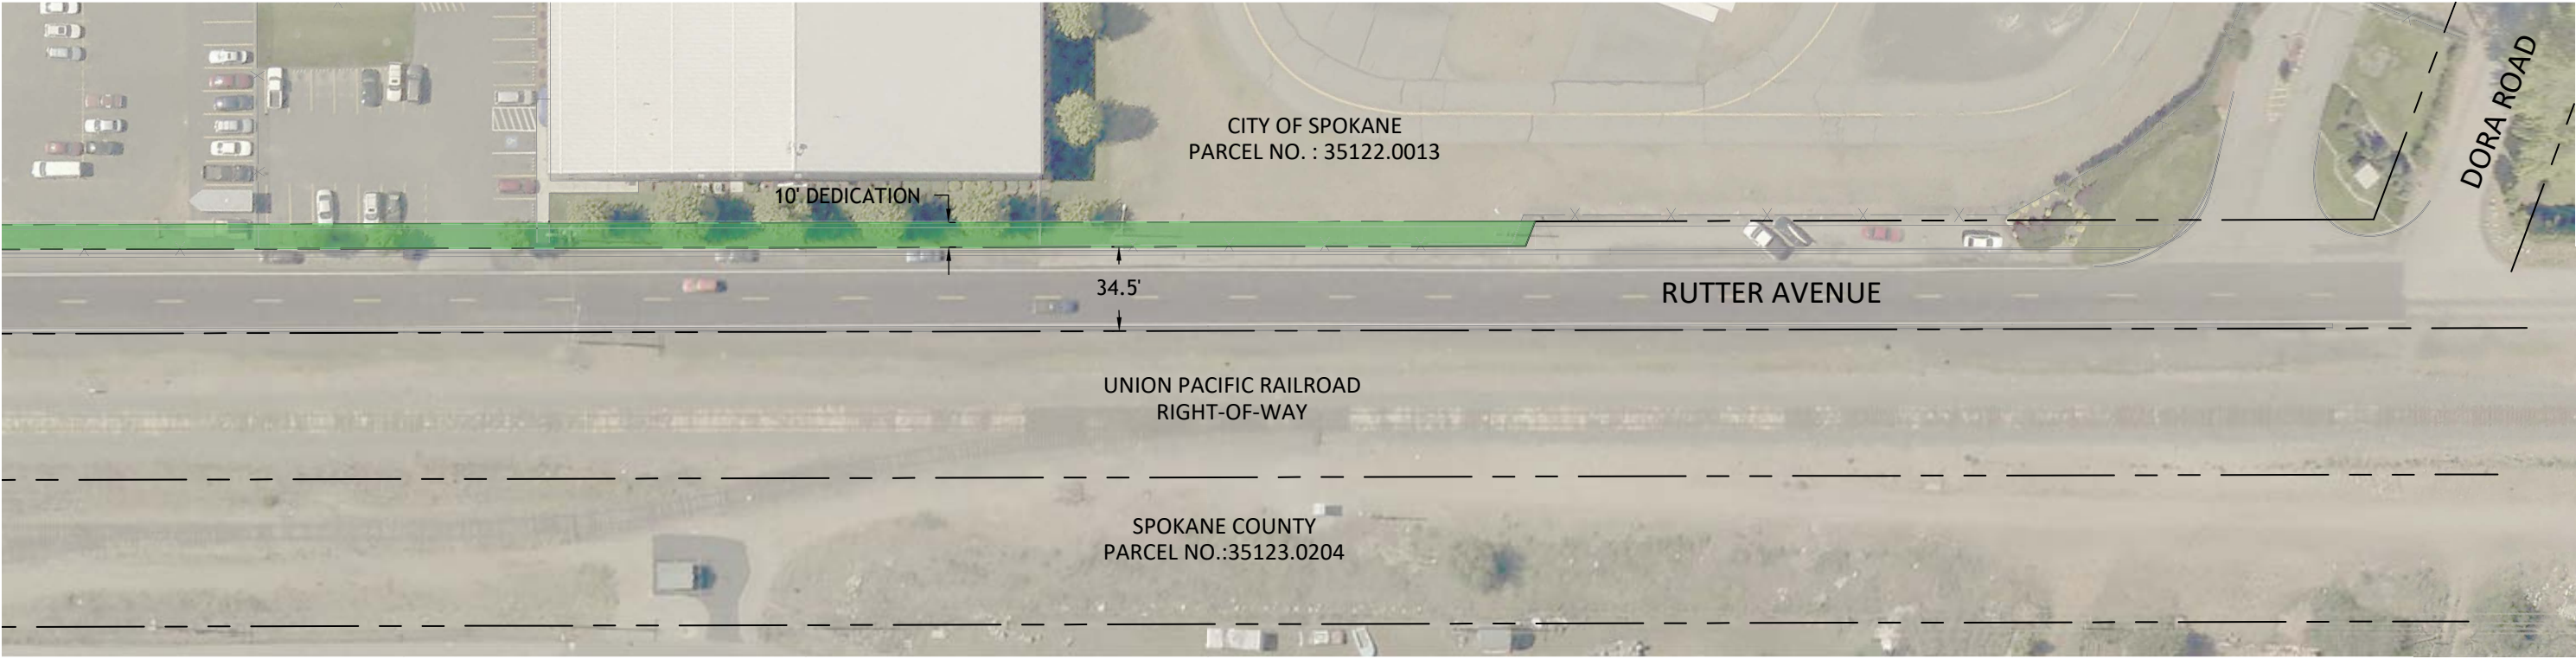 CITY OF SPOKANE
PARCEL NO. : 35122.0013
DORA ROAD
10' DEDICATION
34.5'
RUTTER AVENUE
UNION PACIFIC RAILROAD
RIGHT-OF-WAY
SPOKANE COUNTY
PARCEL NO.:35123.0204